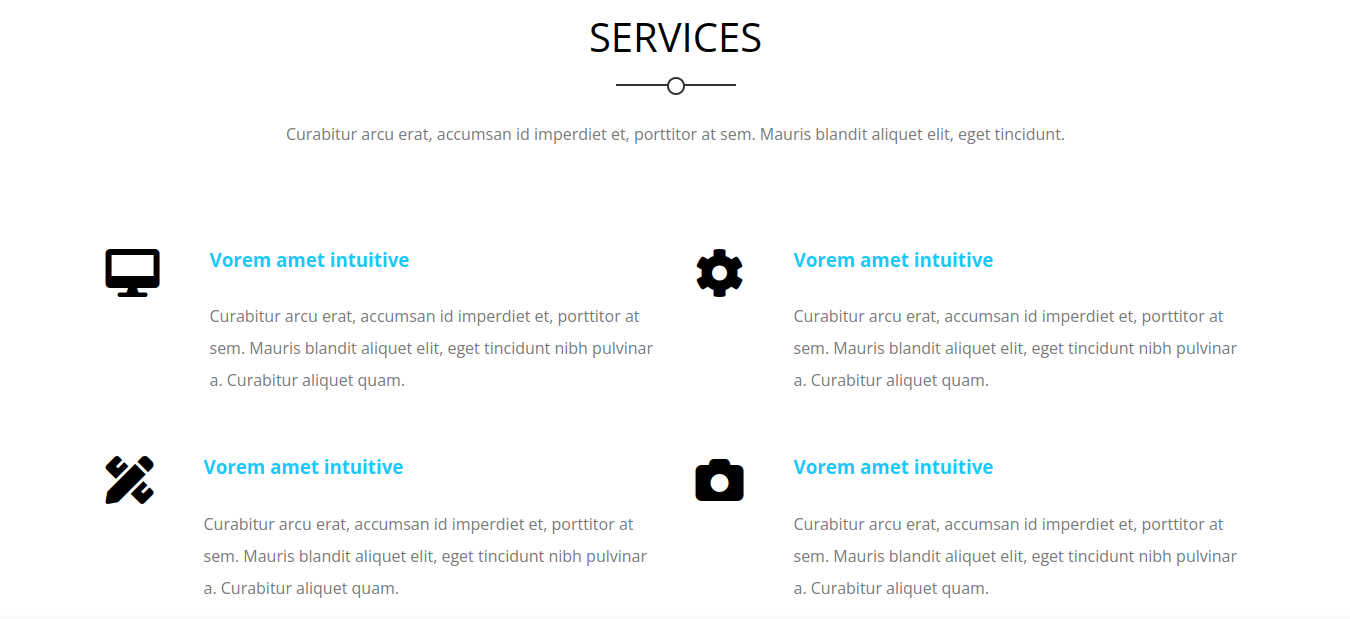 SERVICES
Curabitur arcu erat, accumsan id imperdiet et, porttitor at sem. Mauris blandit aliquet elit, eget tincidunt.
Vorem amet intuitive
Curabitur arcu erat, accumsan id imperdiet et, porttitor at
sem. Mauris blandit aliquet elit, eget tincidunt nibh pulvinar
a. Curabitur aliquet quam.
Vorem amet intuitive
Curabitur arcu erat, accumsan id imperdiet et, porttitor at
sem. Mauris blandit aliquet elit, eget tincidunt nibh pulvinar
a. Curabitur aliquet quam.
Vorem amet intuitive
Curabitur arcu erat, accumsan id imperdiet et, porttitor at
sem. Mauris blandit aliquet elit, eget tincidunt nibh pulvinar
a. Curabitur aliquet quam.
Vorem amet intuitive
Curabitur arcu erat, accumsan id imperdiet et, porttitor at
sem. Mauris blandit aliquet elit, eget tincidunt nibh pulvinar
a. Curabitur aliquet quam.